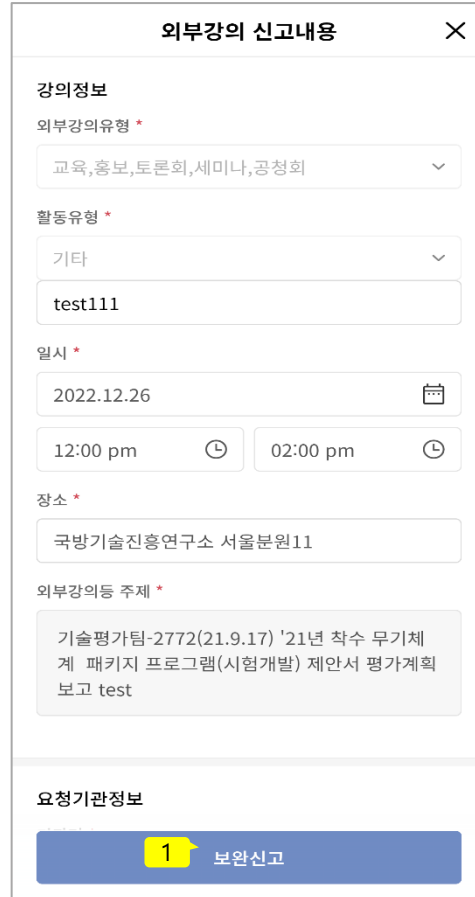 외부강의 신고내용
강의정보
외부강의유형 *
교육,홍보,토론회,세미나,공청회
활동유형 *
기타
test111
일시 *
2022.12.26
12:00 pm 02:00 pm
장소 *
국방기술진흥연구소 서울분원11
외부강의등 주제 *
기술평가팀-2772(21.9.17) '21년 착수 무기체
계 패키지 프로그램(시험개발) 제안서 평가계획
보고 test
요청기관정보
1 보완신고